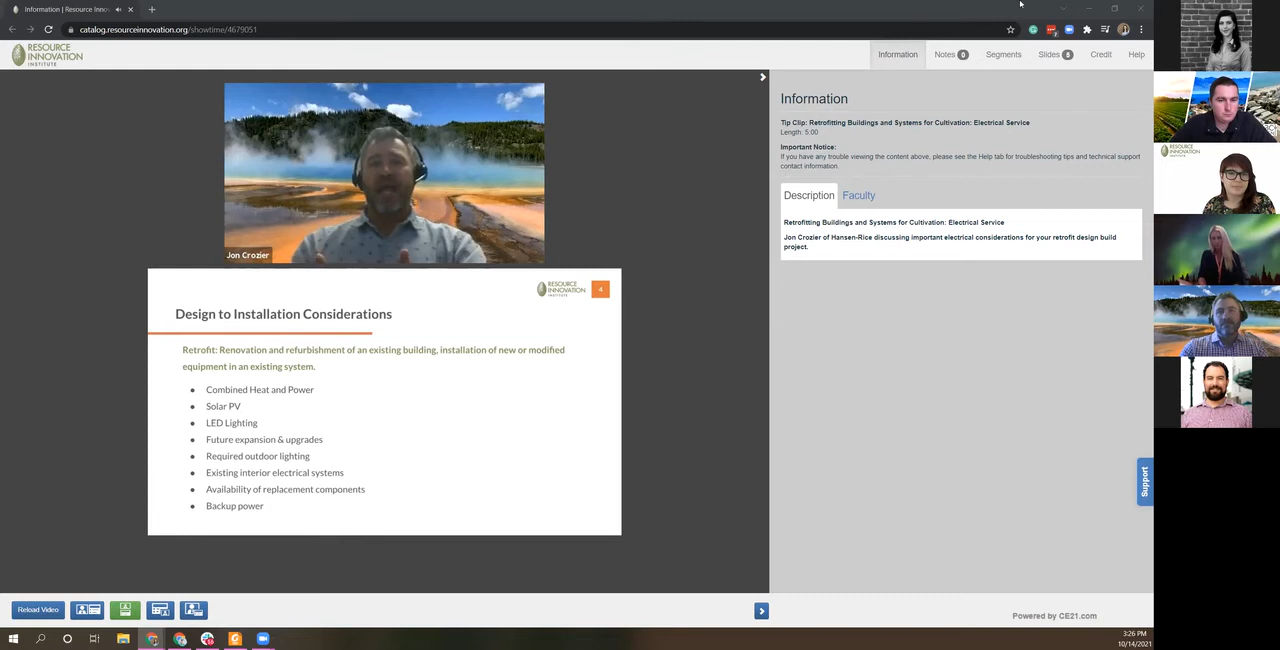 Information | Resource Innov
catalog.resourceinnovation.org/showtime/4679051
RESOURCE
INNOVATION
INSTITUTE
Information
Notes 0
Segments
Slides 5
Credit
Help
Jon Crozier
RESOURCE
INNOVATION
INSTITUTE
4
Design to Installation Considerations
Retrofit: Renovation and refurbishment of an existing building, installation of new or modified
equipment in an existing system.
● Combined Heat and Power
● Solar PV
● LED Lighting
● Future expansion & upgrades
● Required outdoor lighting
● Existing interior electrical systems
● Availability of replacement components
● Backup power
Information
Tip Clip: Retrofitting Buildings and Systems for Cultivation: Electrical Service
Length: 5:00
Important Notice:
If you have any trouble viewing the content above, please see the Help tab for troubleshooting tips and technical support
contact information.
Description
Faculty
Retrofitting Buildings and Systems for Cultivation: Electrical Service
Jon Crozier of Hansen-Rice discussing important electrical considerations for your retrofit design build
project.
RESOURCE
INNOVATION
INSTITUTE
Support
Reload Video
Powered by CE21.com
3:26 PM
10/14/2021